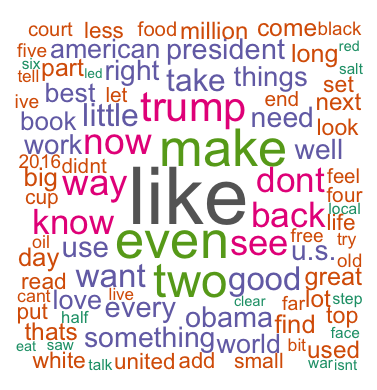 court less food million come black
five american president long red
six part right take things set salt
tell led
ive best let trump end next
book little need look
work now make well
2016 didnt
big way like dont feel
cup four
know back life local
oil even see u.s. free try
day use old
read want two good great
cant love live every clear far lot step
put half obama find top
thats something world bit face
eat saw used
white talk united add small war isnt